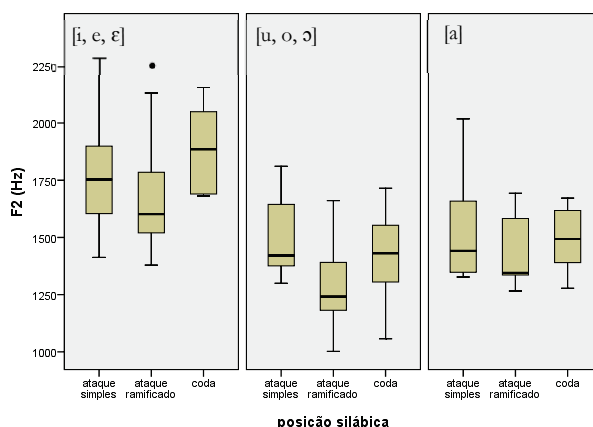 [i, e, ɛ]
[u, o, ɔ]
[a]
F2 (Hz)
2250
2000
1750
1500
1250
1000
ataque simples
ataque ramificado
coda
ataque simples
ataque ramificado
coda
ataque simples
ataque ramificado
coda
posição silábica